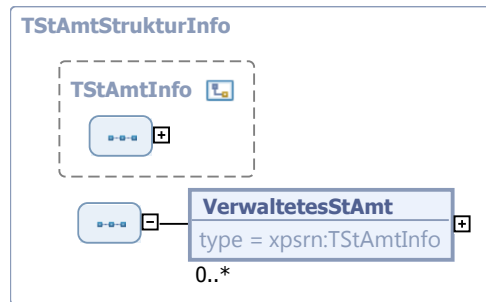 TStAmtStrukturInfo
TStAmtInfo
VerwaltetesStAmt
type = xpsrn:TStAmtInfo
0..*